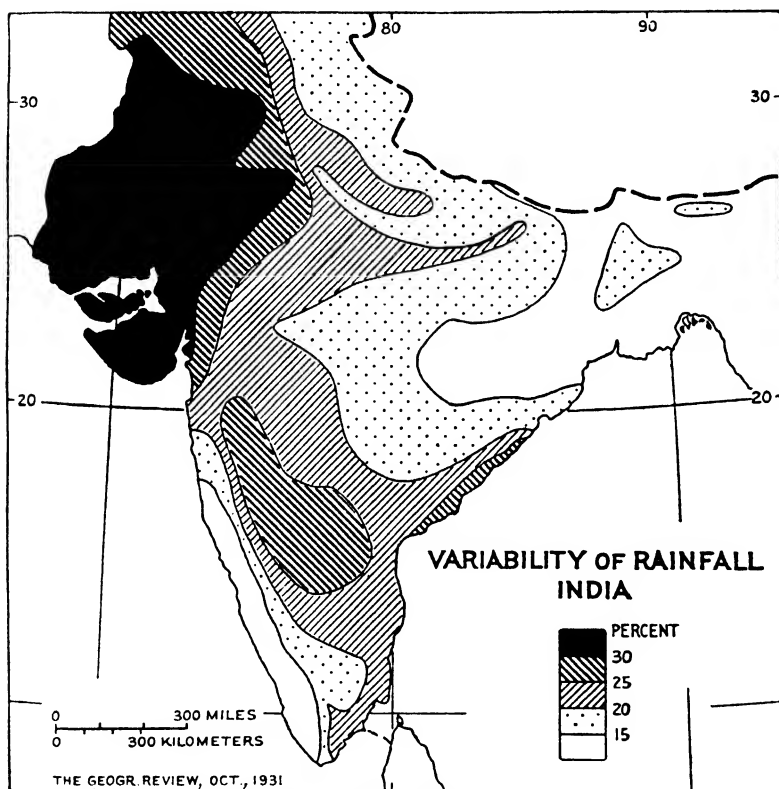 80 90
30 30
20 20
VARIABILITY OF RAINFALL
INDIA
PERCENT
30
25
20
15
0 300 MILES
0 300 KILOMETERS
THE GEOGR. REVIEW, OCT., 1931